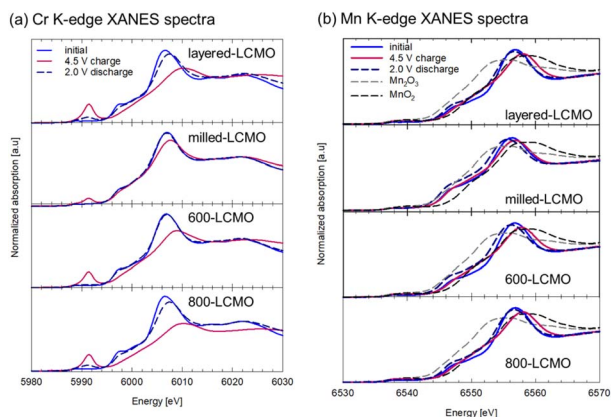 (a) Cr K-edge XANES spectra
initial
4.5 V charge
2.0 V discharge
layered-LCMO
milled-LCMO
600-LCMO
800-LCMO
Normalized absorption [a.u]
5980 5990 6000 6010 6020 6030
Energy [eV]
(b) Mn K-edge XANES spectra
initial
4.5 V charge
2.0 V discharge
Mn₂O₃
MnO₂
layered-LCMO
milled-LCMO
600-LCMO
800-LCMO
Normalized absorption [a.u]
6530 6540 6550 6560 6570
Energy [eV]